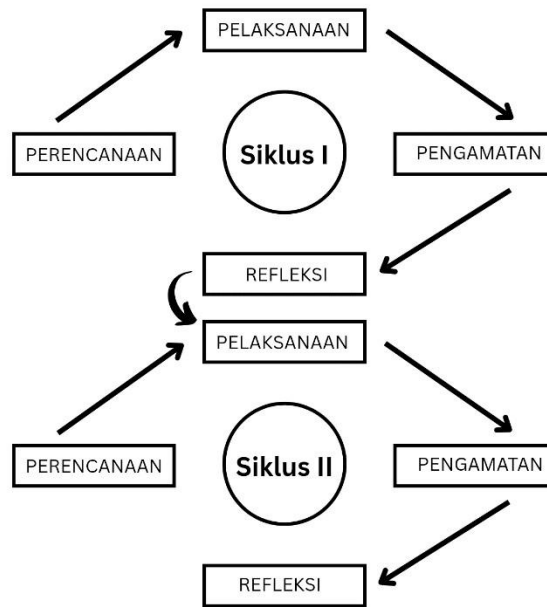 PELAKSANAAN
PERENCANAAN
Siklus I
PENGAMATAN
REFLEKSI
PELAKSANAAN
PERENCANAAN
Siklus II
PENGAMATAN
REFLEKSI